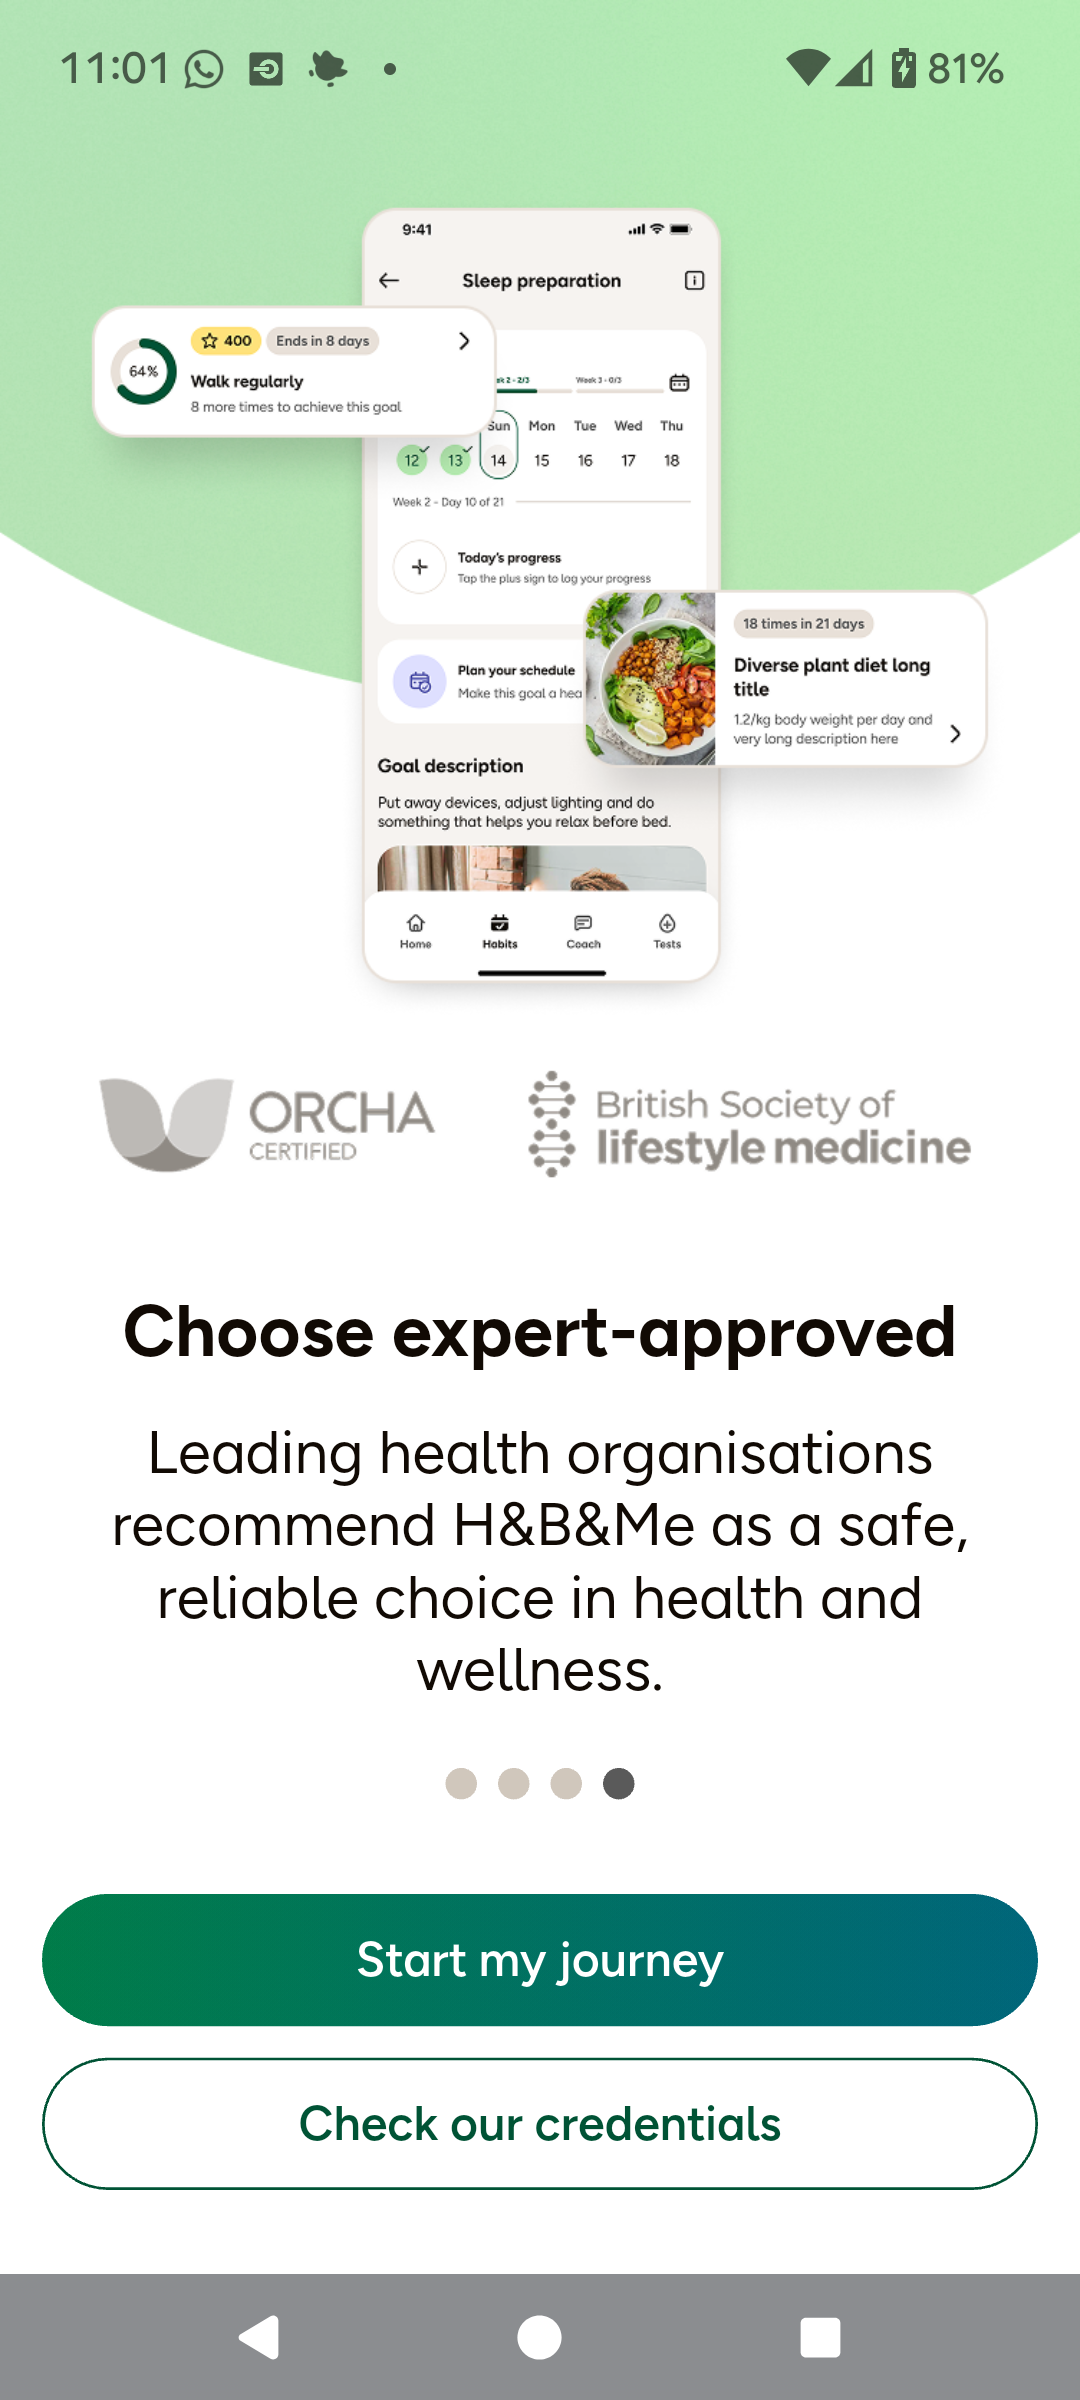 11:01
81%
9:41
Sleep preparation
400 Ends in 8 days
64%
Walk regularly
8 more times to achieve this goal
Week 3 - 0/3
Sun Mon Tue Wed Thu
12 13 14 15 16 17 18
Week 2 - Day 10 of 21
Today's progress
Tap the plus sign to log your progress
18 times in 21 days
Diverse plant diet long
title
1.2/kg body weight per day and
very long description here
Plan your schedule
Make this goal a
Goal description
Put away devices, adjust lighting and do
something that helps you relax before bed.
Home Habits Coach Tests
ORCHA
CERTIFIED
British Society of
lifestyle medicine
Choose expert-approved
Leading health organisations
recommend H&B&Me as a safe,
reliable choice in health and
wellness.
Start my journey
Check our credentials